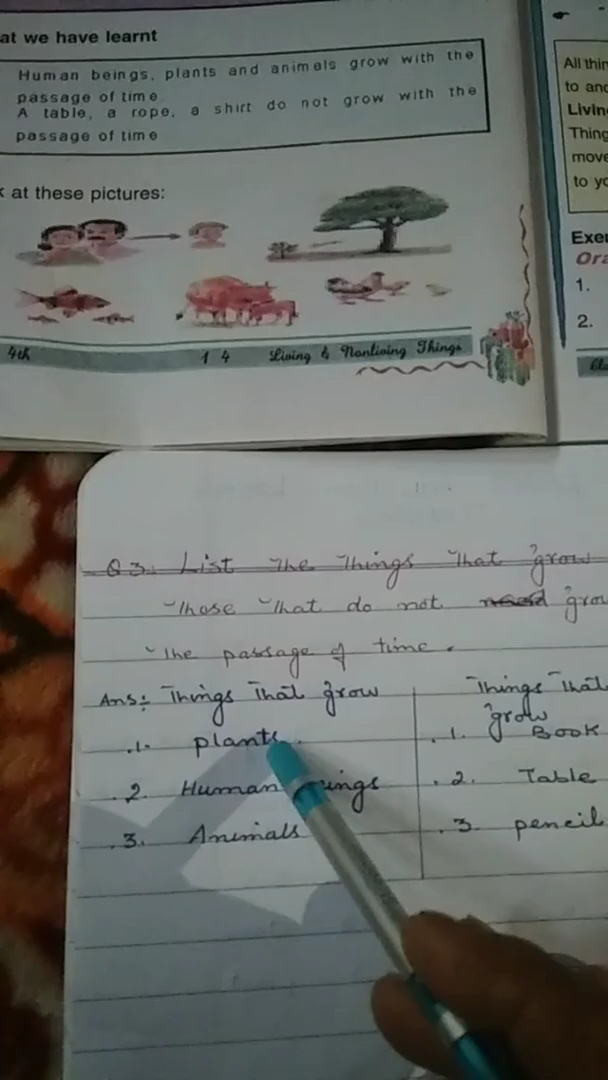 at we have learnt
Human beings, plants and animals grow with the
passage of time
A table, a rope, a shirt do not grow with the
passage of time
at these pictures:
4th 14 Living & Nonliving Things
All thin
to and
Livin
Thing
move
to yo
Exer
Ora
1.
2.
Q3. List the things that grow
those that do not grow
the passage of time.
Ans:- Things that grow
1. plants.
2. Human
3. Animals
Things that
grow
1. Book
2. Table
3. pencil